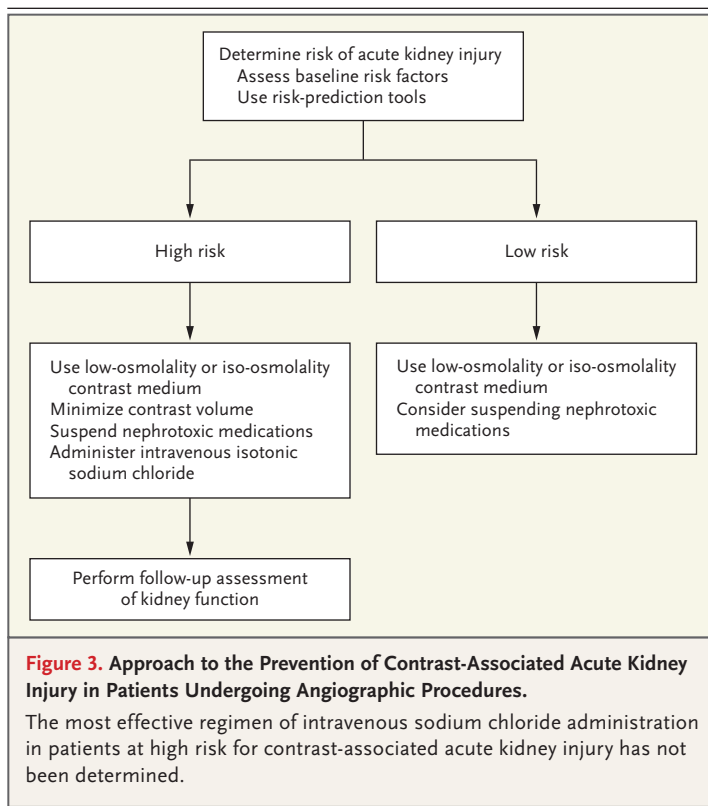 Determine risk of acute kidney injury
Assess baseline risk factors
Use risk-prediction tools
High risk
Low risk
Use low-osmolality or iso-osmolality
contrast medium
Minimize contrast volume
Suspend nephrotoxic medications
Administer intravenous isotonic
sodium chloride
Use low-osmolality or iso-osmolality
contrast medium
Consider suspending nephrotoxic
medications
Perform follow-up assessment
of kidney function
Figure 3. Approach to the Prevention of Contrast-Associated Acute Kidney
Injury in Patients Undergoing Angiographic Procedures.
The most effective regimen of intravenous sodium chloride administration
in patients at high risk for contrast-associated acute kidney injury has not
been determined.